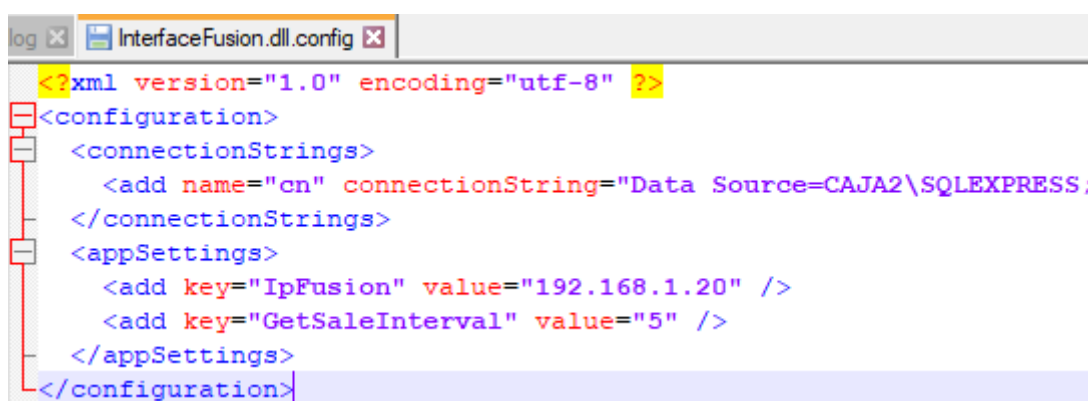 log InterfaceFusion.dll.config
<?xml version="1.0" encoding="utf-8" ?>
<configuration>
<connectionStrings>
<add name="cn" connectionString="Data Source=CAJA2\SQLEXPRESS;
</connectionStrings>
<appSettings>
<add key="IpFusion" value="192.168.1.20" />
<add key="GetSaleInterval" value="5" />
</appSettings>
</configuration>